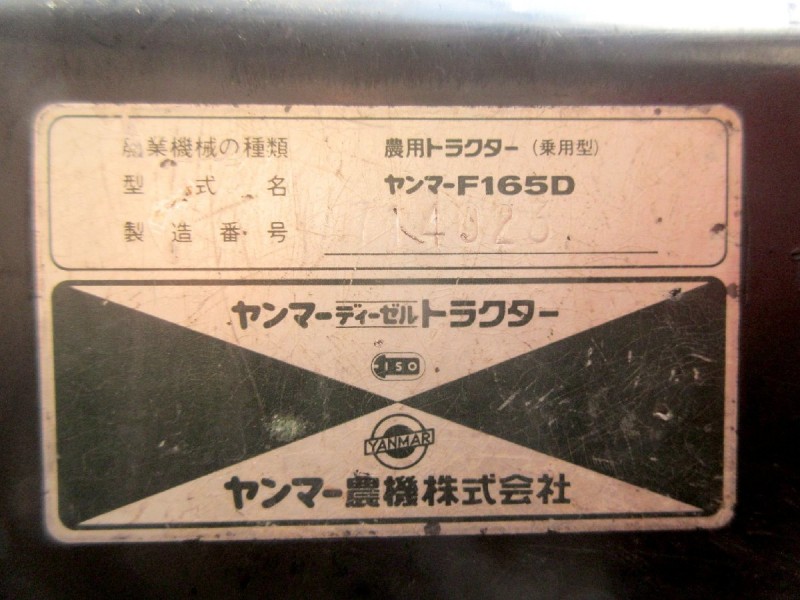 農業機械の種類 農用トラクター (乗用型)
型式名 ヤンマーF165D
製造番号
ヤンマーディーゼルトラクター
ISO
YANMAR
ヤンマー農機株式会社